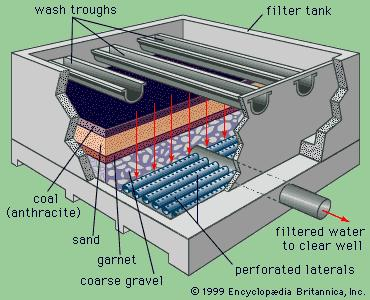 wash troughs
filter tank
coal
(anthracite)
sand
garnet
coarse gravel
filtered water
to clear well
perforated laterals
© 1999 Encyclopædia Britannica, Inc.